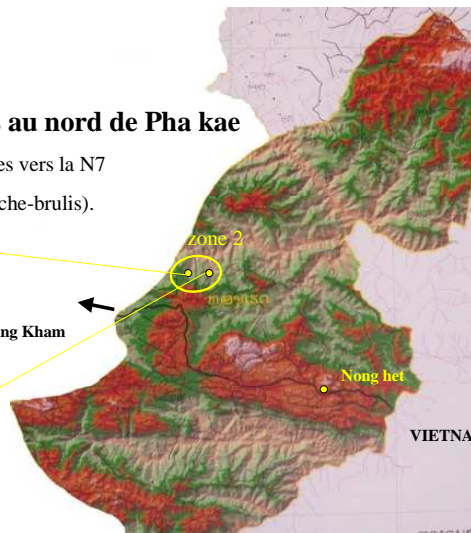 au nord de Pha kae
es vers la N7
che-brulis).
zone 2
ng Kham
Nong het
VIETNA